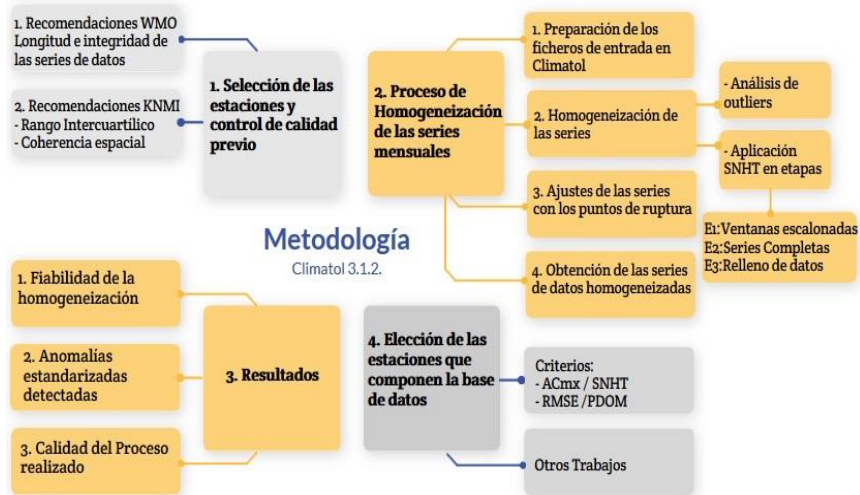 1. Recomendaciones WMO
Longitud e integridad de
las series de datos
2. Recomendaciones KNMI
- Rango Intercuartílico
- Coherencia espacial
1. Selección de las
estaciones y
control de calidad
previo
2. Proceso de
Homogeneización
de las series
mensuales
1. Preparación de los
ficheros de entrada en
Climatol
2. Homogeneización de
las series
- Análisis de
outliers
- Aplicación
SNHT en etapas
E1:Ventanas escalonadas
E2:Series Completas
E3:Relleno de datos
3. Ajustes de las series
con los puntos de ruptura
4. Obtención de las series
de datos homogeneizadas
Metodología
Climatol 3.1.2.
1. Fiabilidad de la
homogeneización
2. Anomalías
estandarizadas
detectadas
3. Calidad del Proceso
realizado
3. Resultados
4. Elección de las
estaciones que
componen la base
de datos
Criterios:
- ACmx / SNHT
- RMSE /PDOM
Otros Trabajos